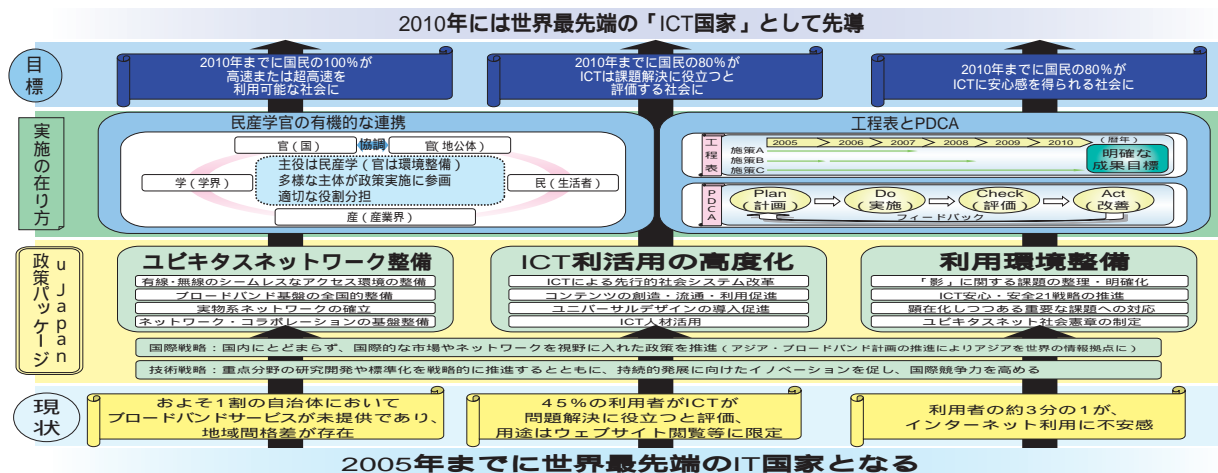 2010年には世界最先端の「ICT国家」として先導
目標
2010年までに国民の100%が
高速または超高速を
利用可能な社会に
2010年までに国民の80%が
ICTは課題解決に役立つと
評価する社会に
2010年までに国民の80%が
ICTに安心感を得られる社会に
実施の在り方
民産学官の有機的な連携
官(国)
協調
官(地公体)
学(学界)
主役は民産学(官は環境整備)
多様な主体が政策実施に参画
適切な役割分担
民(生活者)
産(産業界)
工程表とPDCA
工程表
2005 2006 2007 2008 2009 2010 (暦年)
施策A
施策B
施策C
明確な
成果目標
PDCA
Plan
(計画)
Do
(実施)
Check
(評価)
Act
(改善)
フィードバック
u Japan
政策パッケージ
ユビキタスネットワーク整備
有線・無線のシームレスなアクセス環境の整備
ブロードバンド基盤の全国的整備
実物系ネットワークの確立
ネットワーク・コラボレーションの基盤整備
ICT利活用の高度化
ICTによる先行的社会システム改革
コンテンツの創造・流通・利用促進
ユニバーサルデザインの導入促進
ICT人材活用
利用環境整備
「影」に関する課題の整理・明確化
ICT安心・安全21戦略の推進
顕在化しつつある重要な課題への対応
ユビキタスネット社会憲章の制定
国際戦略:国内にとどまらず、国際的な市場やネットワークを視野に入れた政策を推進(アジア・ブロードバンド計画の推進によりアジアを世界の情報拠点に)
技術戦略:重点分野の研究開発や標準化を戦略的に推進するとともに、持続的発展に向けたイノベーションを促し、国際競争力を高める
現状
およそ1割の自治体において
ブロードバンドサービスが未提供であり、
地域間格差が存在
45%の利用者がICTが
問題解決に役立つと評価、
用途はウェブサイト閲覧等に限定
利用者の約3分の1が、
インターネット利用に不安感
2005年までに世界最先端のIT国家となる